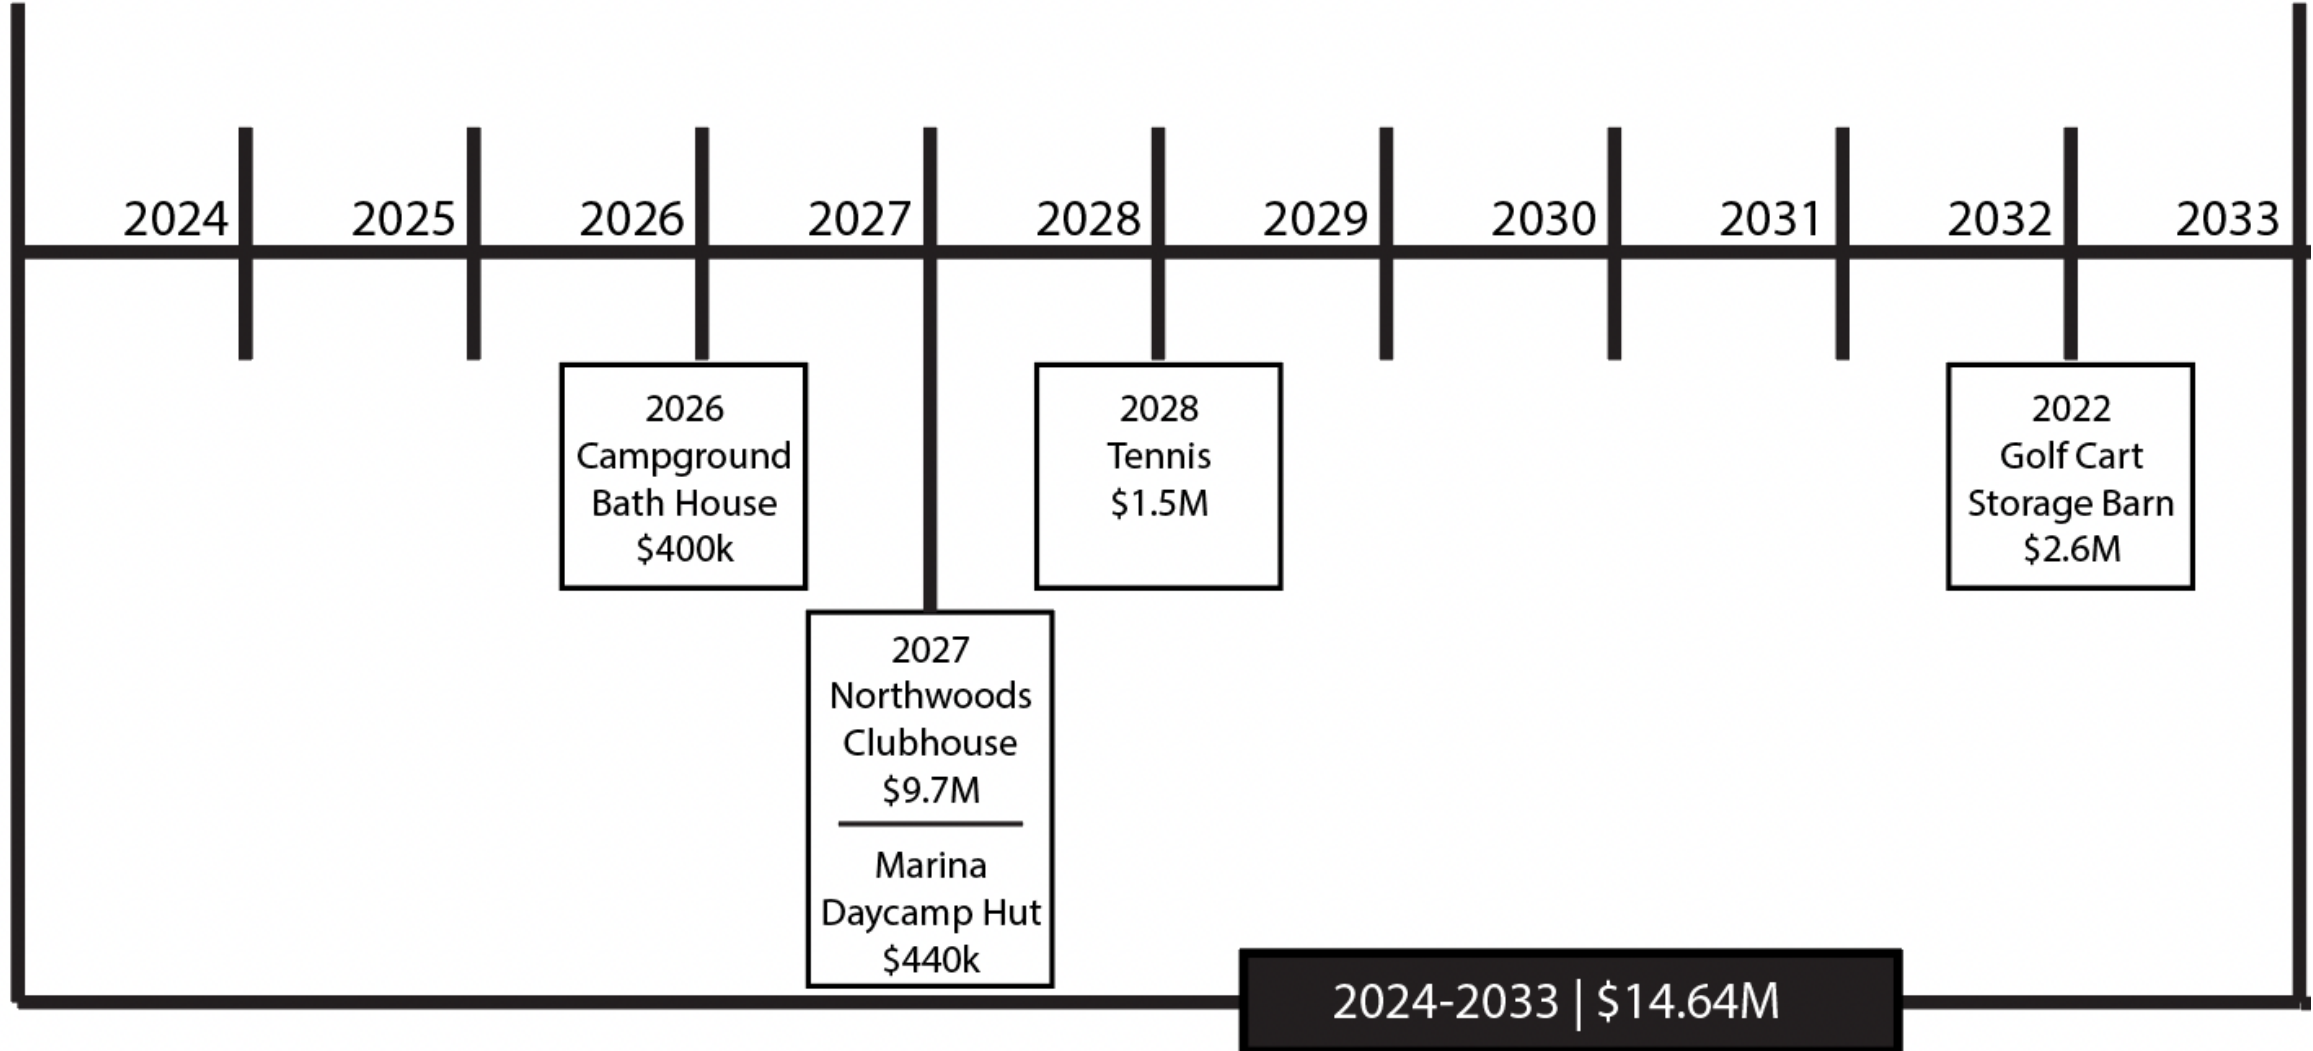 2024
2025
2026
2027
2028
2029
2030
2031
2032
2033
2026
Campground
Bath House
$400k
2027
Northwoods
Clubhouse
$9.7M
Marina
Daycamp Hut
$440k
2028
Tennis
$1.5M
2022
Golf Cart
Storage Barn
$2.6M
2024-2033 | $14.64M